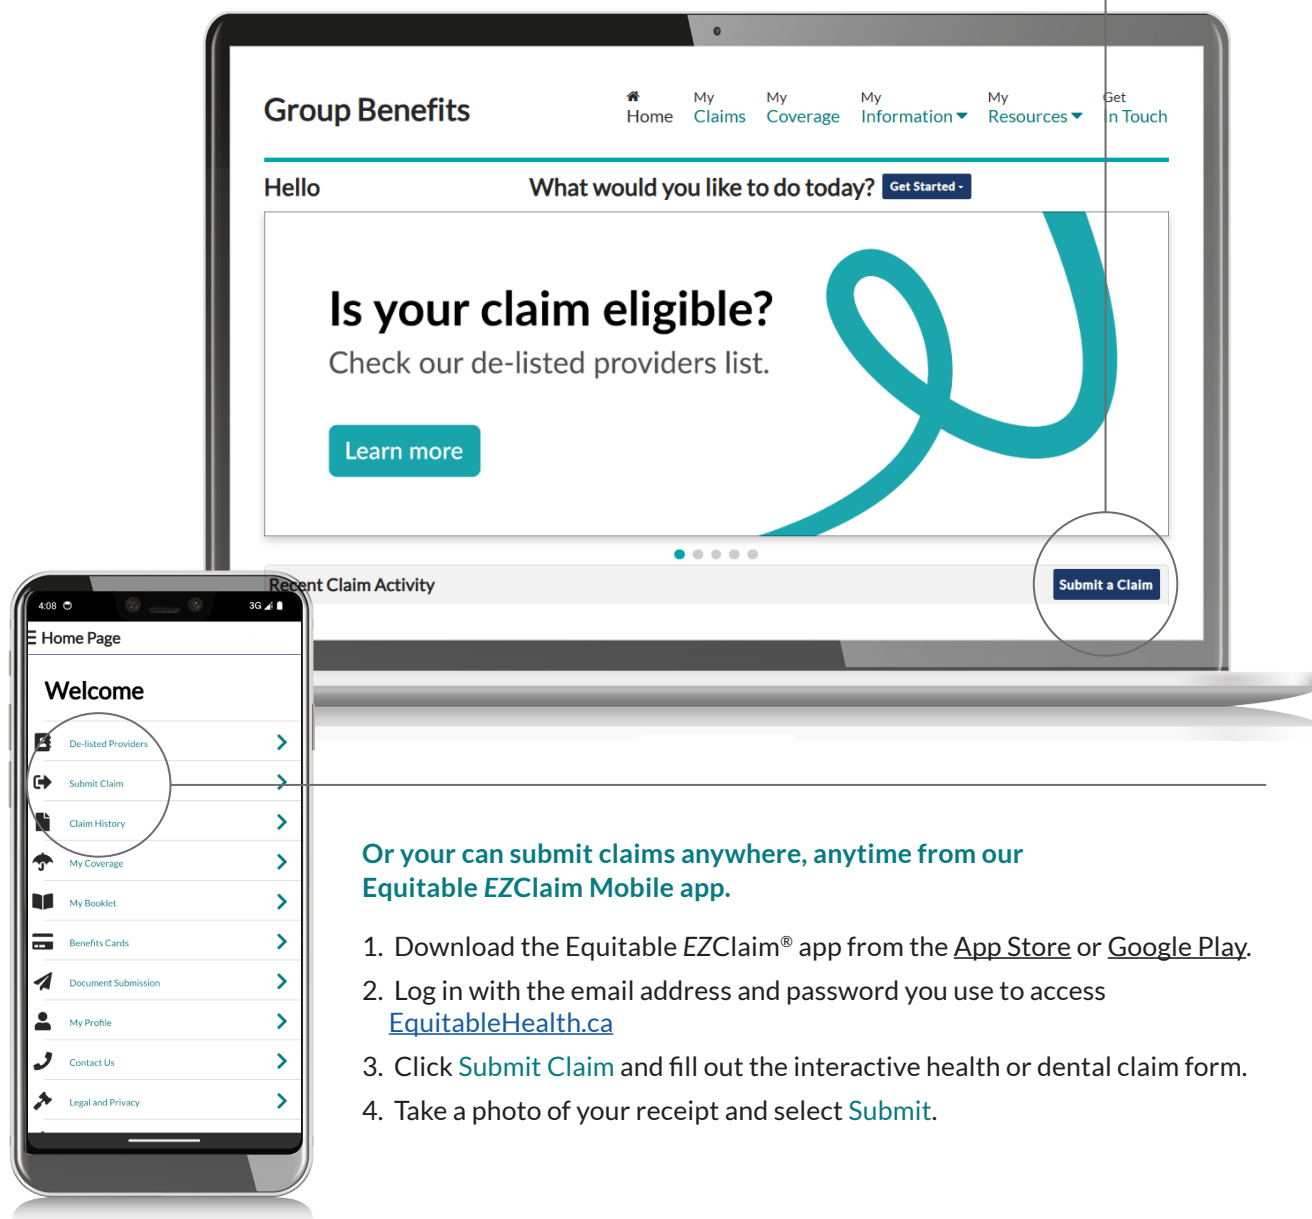 Group Benefits
Home
My Claims
My Coverage
My Information
My Resources
Get In Touch
Hello
What would you like to do today?
Get Started
Is your claim eligible?
Check our de-listed providers list.
Learn more
Recent Claim Activity
Submit a Claim
4:08
3G
Home Page
Welcome
De-listed Providers
Submit Claim
Claim History
My Coverage
My Booklet
Benefits Cards
Document Submission
My Profile
Contact Us
Legal and Privacy
Or your can submit claims anywhere, anytime from our
Equitable EZClaim Mobile app.
1. Download the Equitable EZClaim® app from the App Store or Google Play.
2. Log in with the email address and password you use to access
EquitableHealth.ca
3. Click Submit Claim and fill out the interactive health or dental claim form.
4. Take a photo of your receipt and select Submit.